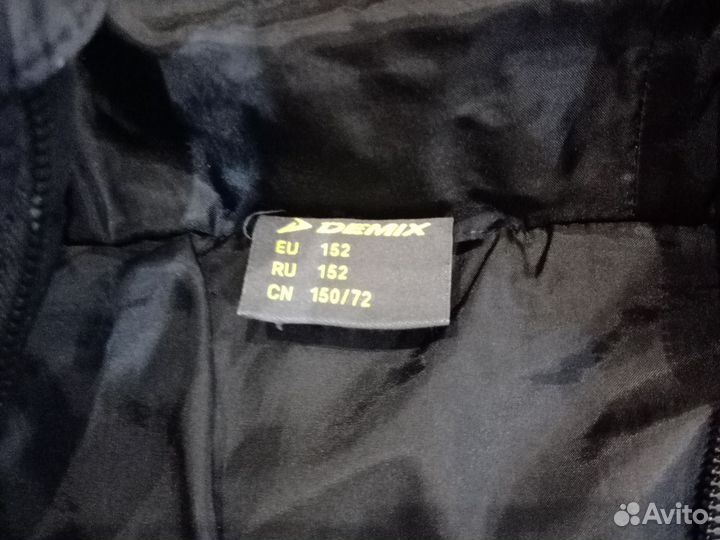 DEMIX
EU 152
RU 152
CN 150/72
Avito